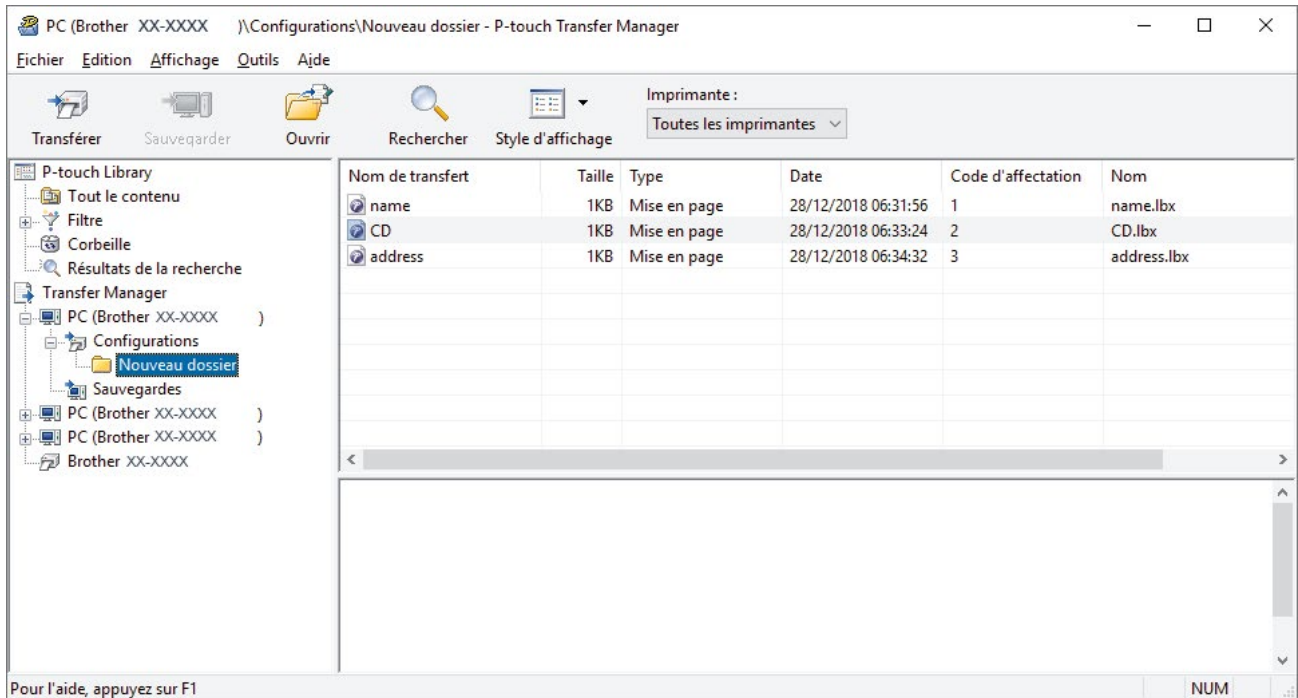 PC (Brother XX-XXXX )\Configurations\Nouveau dossier - P-touch Transfer Manager
Fichier Edition Affichage Outils Aide
Transférer Sauvegarder Ouvrir Rechercher Style d'affichage
Imprimante :
Toutes les imprimantes
P-touch Library
Tout le contenu
Filtre
Corbeille
Résultats de la recherche
Transfer Manager
PC (Brother XX-XXXX )
Configurations
Nouveau dossier
Sauvegardes
PC (Brother XX-XXXX )
PC (Brother XX-XXXX )
Brother XX-XXXX
Nom de transfert Taille Type Date Code d'affectation Nom
name 1KB Mise en page 28/12/2018 06:31:56 1 name.lbx
CD 1KB Mise en page 28/12/2018 06:33:24 2 CD.lbx
address 1KB Mise en page 28/12/2018 06:34:32 3 address.lbx
Pour l'aide, appuyez sur F1
NUM